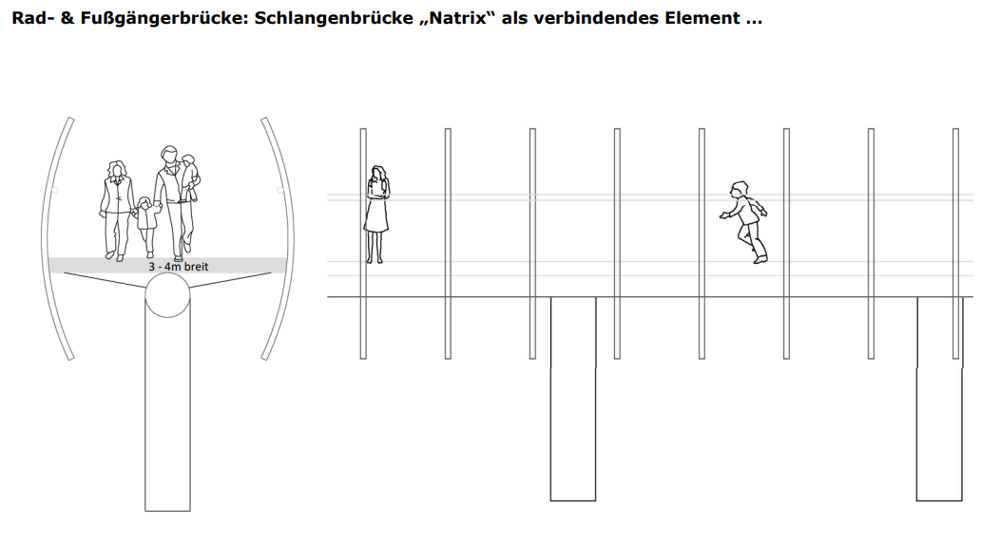 Rad- & Fußgängerbrücke: Schlangenbrücke „Natrix“ als verbindendes Element ...
3 - 4m breit